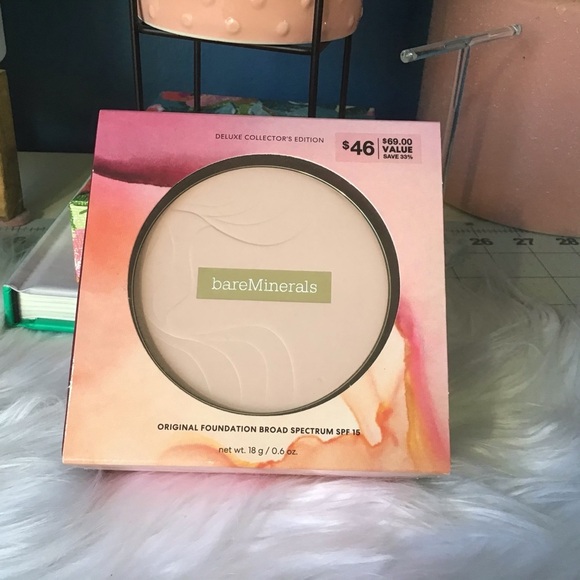 DELUXE COLLECTOR'S EDITION
$46
$69.00
VALUE
SAVE 33%
bareMinerals
ORIGINAL FOUNDATION BROAD SPECTRUM SPF 15
net wt. 18 g / 0.6 oz.
26 27 28